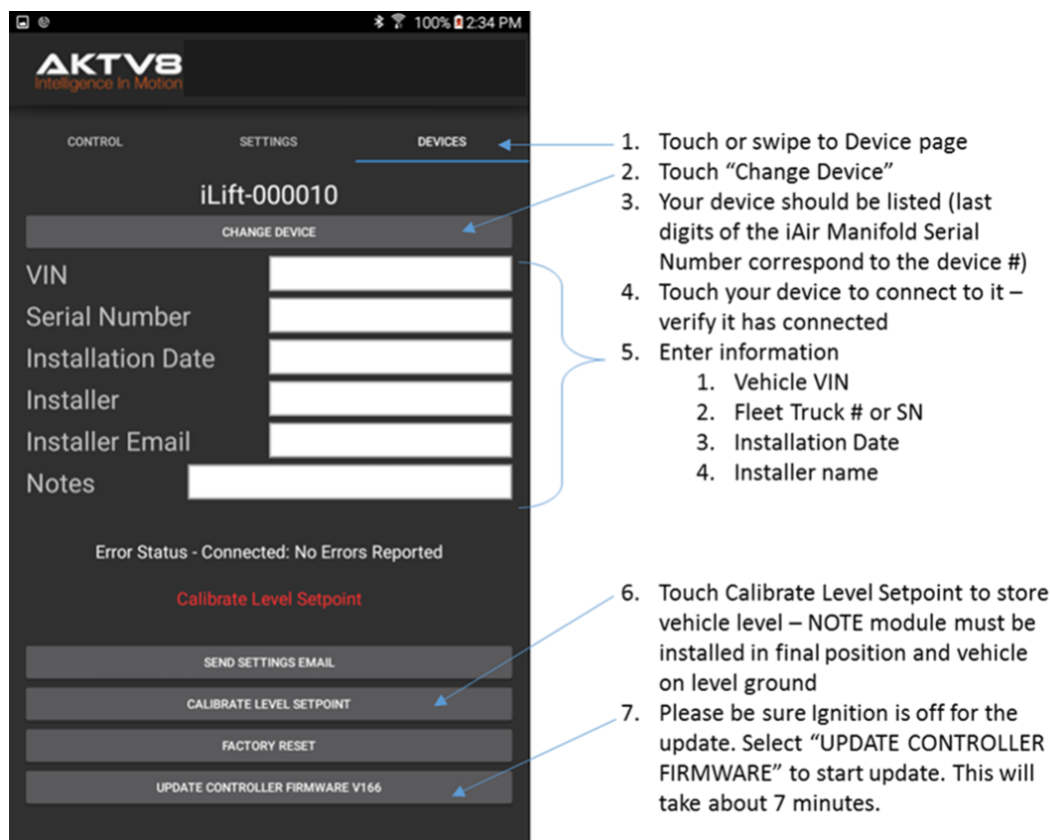 100% 2:34 PM
AKTV8
Intelligence In Motion
CONTROL SETTINGS DEVICES
iLift-000010
CHANGE DEVICE
VIN
Serial Number
Installation Date
Installer
Installer Email
Notes
Error Status - Connected: No Errors Reported
Calibrate Level Setpoint
SEND SETTINGS EMAIL
CALIBRATE LEVEL SETPOINT
FACTORY RESET
UPDATE CONTROLLER FIRMWARE V166
1. Touch or swipe to Device page
2. Touch “Change Device”
3. Your device should be listed (last
digits of the iAir Manifold Serial
Number correspond to the device #)
4. Touch your device to connect to it –
verify it has connected
5. Enter information
1. Vehicle VIN
2. Fleet Truck # or SN
3. Installation Date
4. Installer name
6. Touch Calibrate Level Setpoint to store
vehicle level – NOTE module must be
installed in final position and vehicle
on level ground
7. Please be sure Ignition is off for the
update. Select “UPDATE CONTROLLER
FIRMWARE” to start update. This will
take about 7 minutes.